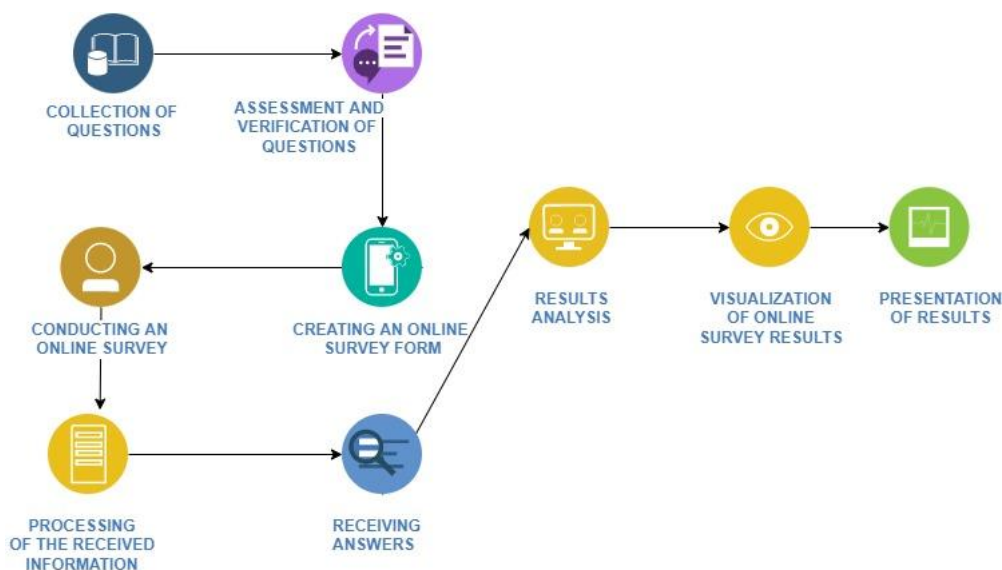 COLLECTION OF
QUESTIONS
ASSESSMENT AND
VERIFICATION OF
QUESTIONS
CREATING AN ONLINE
SURVEY FORM
CONDUCTING AN
ONLINE SURVEY
PROCESSING
OF THE RECEIVED
INFORMATION
RECEIVING
ANSWERS
RESULTS
ANALYSIS
VISUALIZATION
OF ONLINE
SURVEY RESULTS
PRESENTATION
OF RESULTS